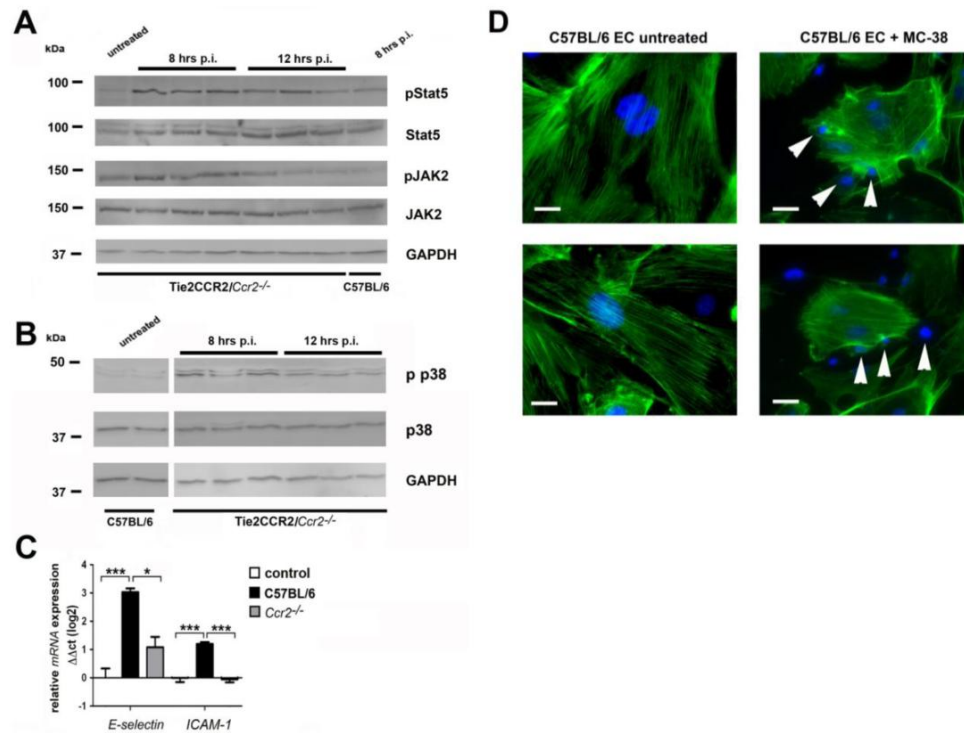 A
untreated
8 hrs p.i.
12 hrs p.i.
8 hrs p.i.
kDa
100
pStat5
100
Stat5
150
pJAK2
150
JAK2
37
GAPDH
Tie2CCR2/Ccr2-/-
C57BL/6
B
untreated
8 hrs p.i.
12 hrs p.i.
kDa
50
p p38
37
p38
37
GAPDH
C57BL/6
Tie2CCR2/Ccr2-/-
C
relative mRNA expression
ΔΔct (log2)
4
3
2
1
0
-1
***
*
***
***
E-selectin
ICAM-1
control
C57BL/6
Ccr2-/-
D
C57BL/6 EC untreated
C57BL/6 EC + MC-38